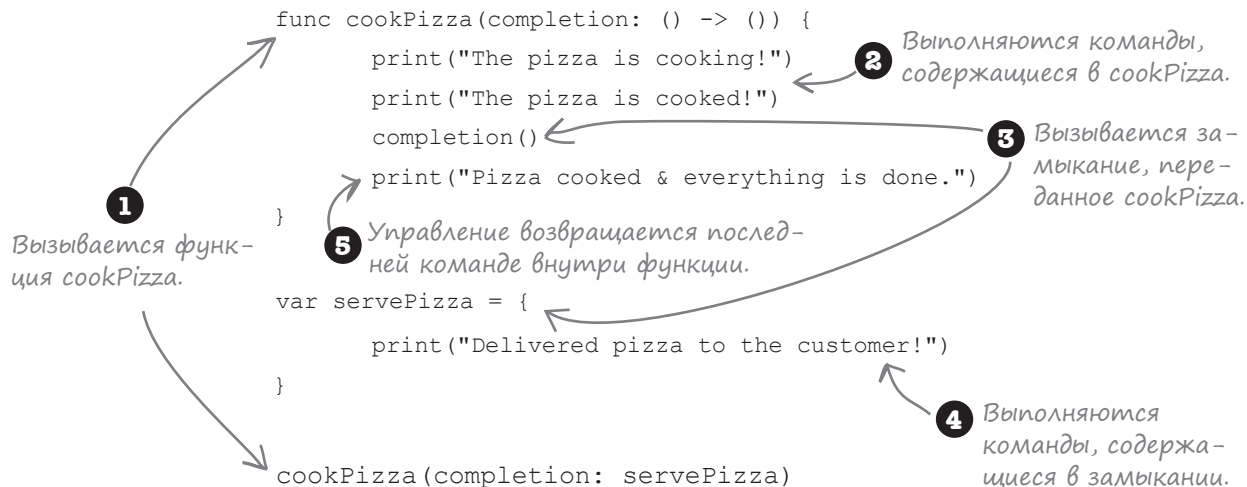 func cookPizza(completion: () -> ()) {
print("The pizza is cooking!")
print("The pizza is cooked!")
completion()
print("Pizza cooked & everything is done.")
}
var servePizza = {
print("Delivered pizza to the customer!")
}
cookPizza(completion: servePizza)
1
Вызывается функ-
ция cookPizza.
2
Выполняются команды,
содержащиеся в cookPizza.
3
Вызывается за-
мыкание, пере-
данное cookPizza.
4
Выполняются
команды, содержа-
щиеся в замыкании.
5
Управление возвращается послед-
ней команде внутри функции.